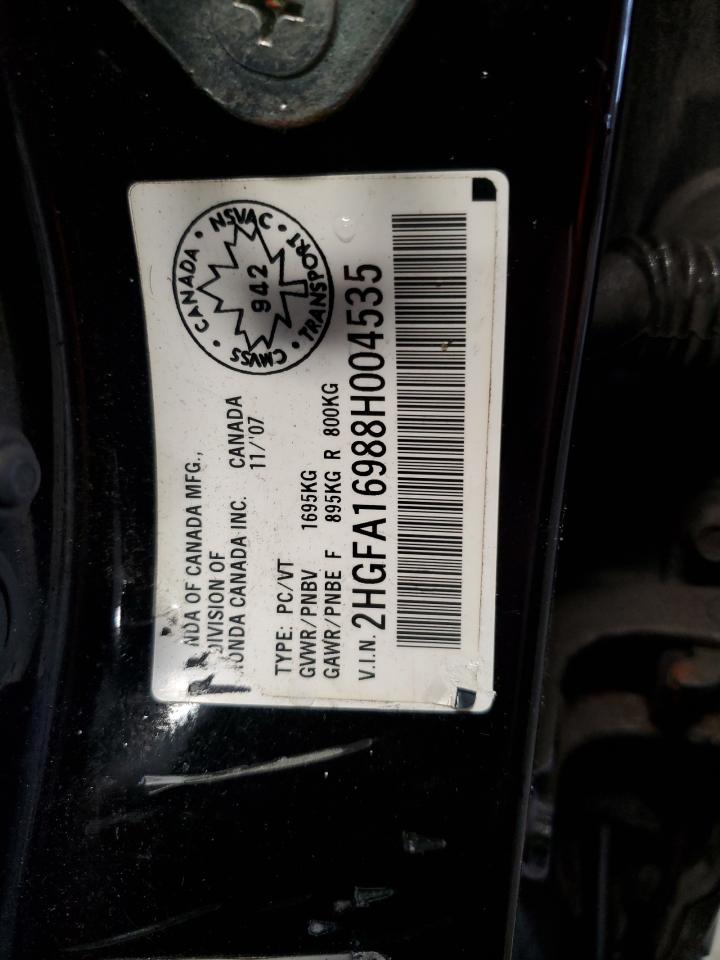 NDA OF CANADA MFG.,
DIVISION OF
ONDA CANADA INC. CANADA
11/'07
TYPE: PC/VT
GVWR/PNBV 1695KG
GAWR/PNBE F 895KG R 800KG
V.I.N. 2HGFA16988H004535
CANADA • NSVAC • TRANSPORT • CMVSS •
942